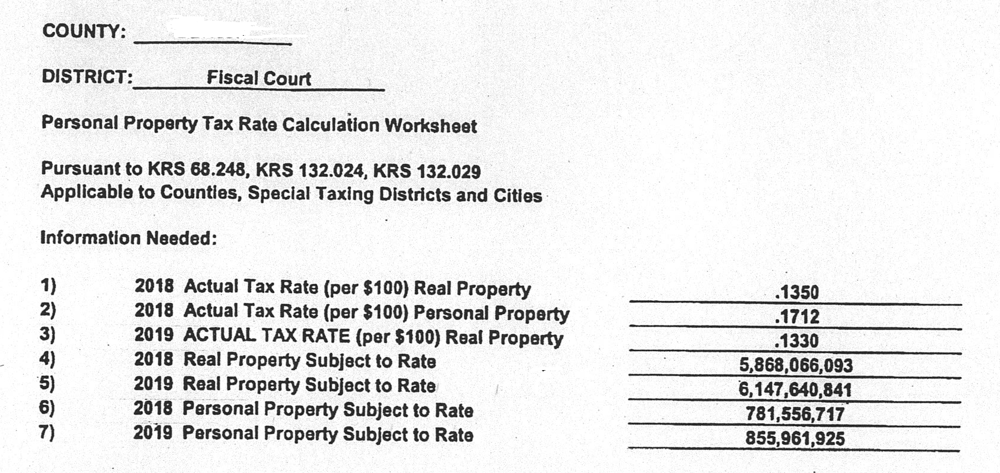 COUNTY:
DISTRICT: Fiscal Court
Personal Property Tax Rate Calculation Worksheet
Pursuant to KRS 68.248, KRS 132.024, KRS 132.029
Applicable to Counties, Special Taxing Districts and Cities
Information Needed:
1) 2018 Actual Tax Rate (per $100) Real Property .1350
2) 2018 Actual Tax Rate (per $100) Personal Property .1712
3) 2019 ACTUAL TAX RATE (per $100) Real Property .1330
4) 2018 Real Property Subject to Rate 5,868,066,093
5) 2019 Real Property Subject to Rate 6,147,640,841
6) 2018 Personal Property Subject to Rate 781,556,717
7) 2019 Personal Property Subject to Rate 855,961,925